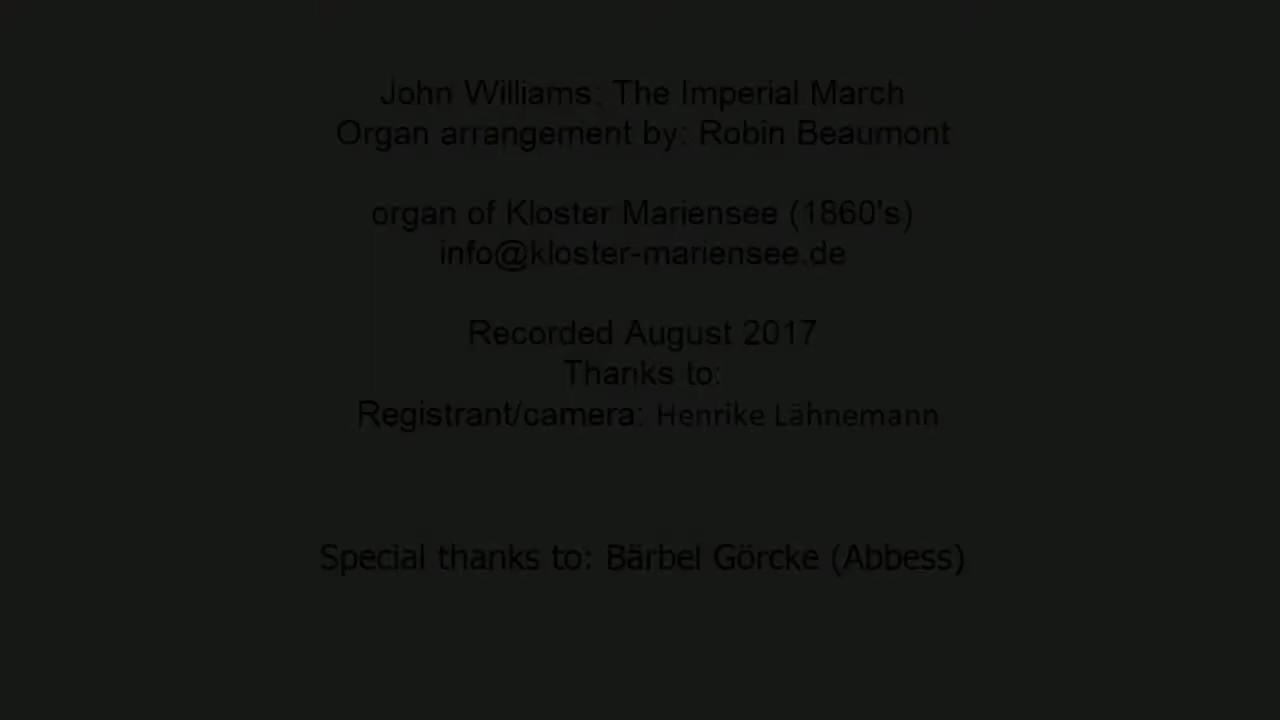 John Williams: The Imperial March
Organ arrangement by: Robin Beaumont
organ of Kloster Mariensee (1860's)
info@kloster-mariensee.de
Recorded August 2017
Thanks to:
Registrant/camera: Henrike Lähnemann
Special thanks to: Bärbel Görcke (Abbess)